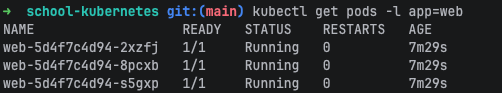 → school-kubernetes git:(main) kubectl get pods -l app=web
NAME READY STATUS RESTARTS AGE
web-5d4f7c4d94-2xzfj 1/1 Running 0 7m29s
web-5d4f7c4d94-8pcxb 1/1 Running 0 7m29s
web-5d4f7c4d94-s5gxp 1/1 Running 0 7m29s